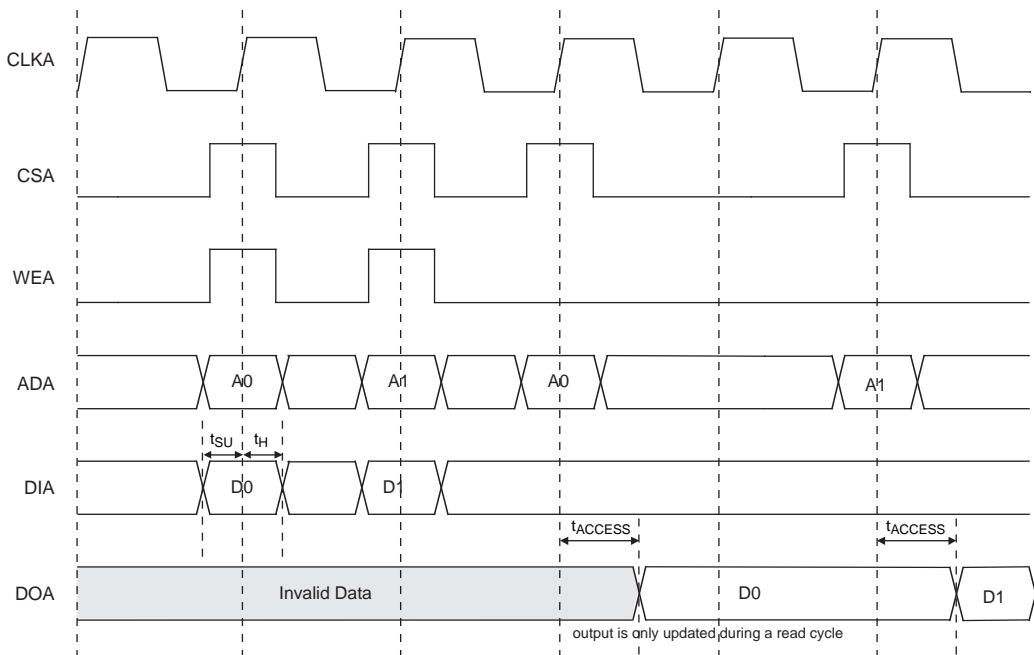 CLKA
CSA
WEA
ADA A0 A1 A0 A1
tSU tH
DIA D0 D1
tACCESS tACCESS
DOA Invalid Data D0 D1
output is only updated during a read cycle